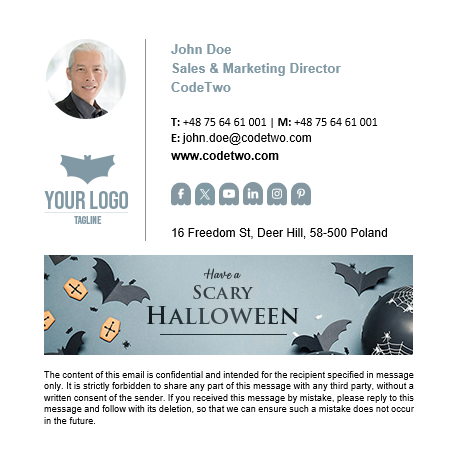 John Doe
Sales & Marketing Director
CodeTwo
T: +48 75 64 61 001 | M: +48 75 64 61 001
E: john.doe@codetwo.com
www.codetwo.com
YOUR LOGO
TAGLINE
16 Freedom St, Deer Hill, 58-500 Poland
Have a
SCARY
HALLOWEEN
The content of this email is confidential and intended for the recipient specified in message
only. It is strictly forbidden to share any part of this message with any third party, without a
written consent of the sender. If you received this message by mistake, please reply to this
message and follow with its deletion, so that we can ensure such a mistake does not occur
in the future.